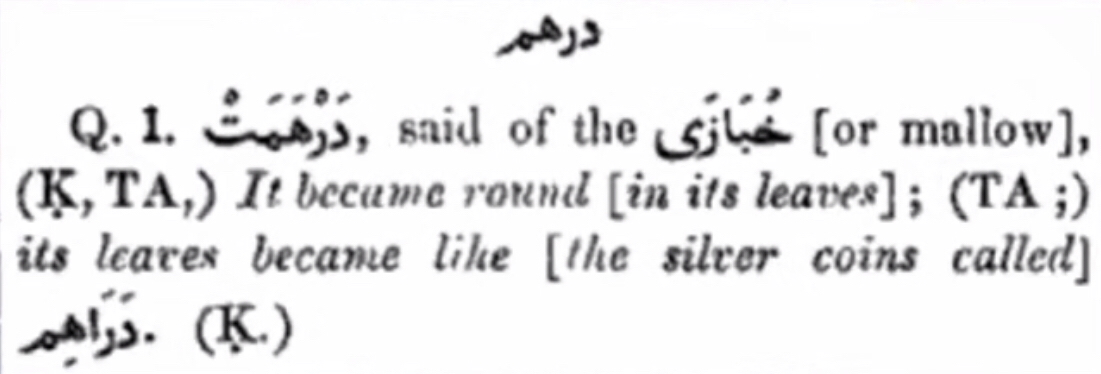 درهم
Q. 1. دَرْهَمَتْ, said of the خُبَازَى [or mallow],
(Ḳ, TA,) It became round [in its leaves]; (TA ;)
its leaves became like [the silver coins called]
دَرَاهِم. (Ḳ.)